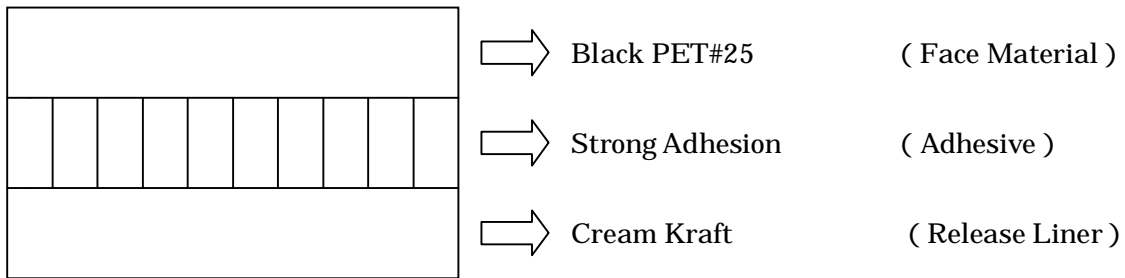 Black PET#25 ( Face Material )
Strong Adhesion ( Adhesive )
Cream Kraft ( Release Liner )